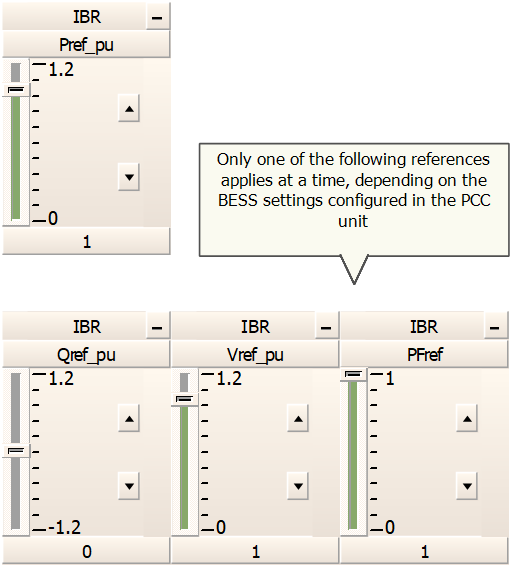 IBR
Pref_pu
1.2
0
1
Only one of the following references
applies at a time, depending on the
BESS settings configured in the PCC
unit
IBR
Qref_pu
1.2
-1.2
0
IBR
Vref_pu
1.2
0
1
IBR
PFref
1
0
1